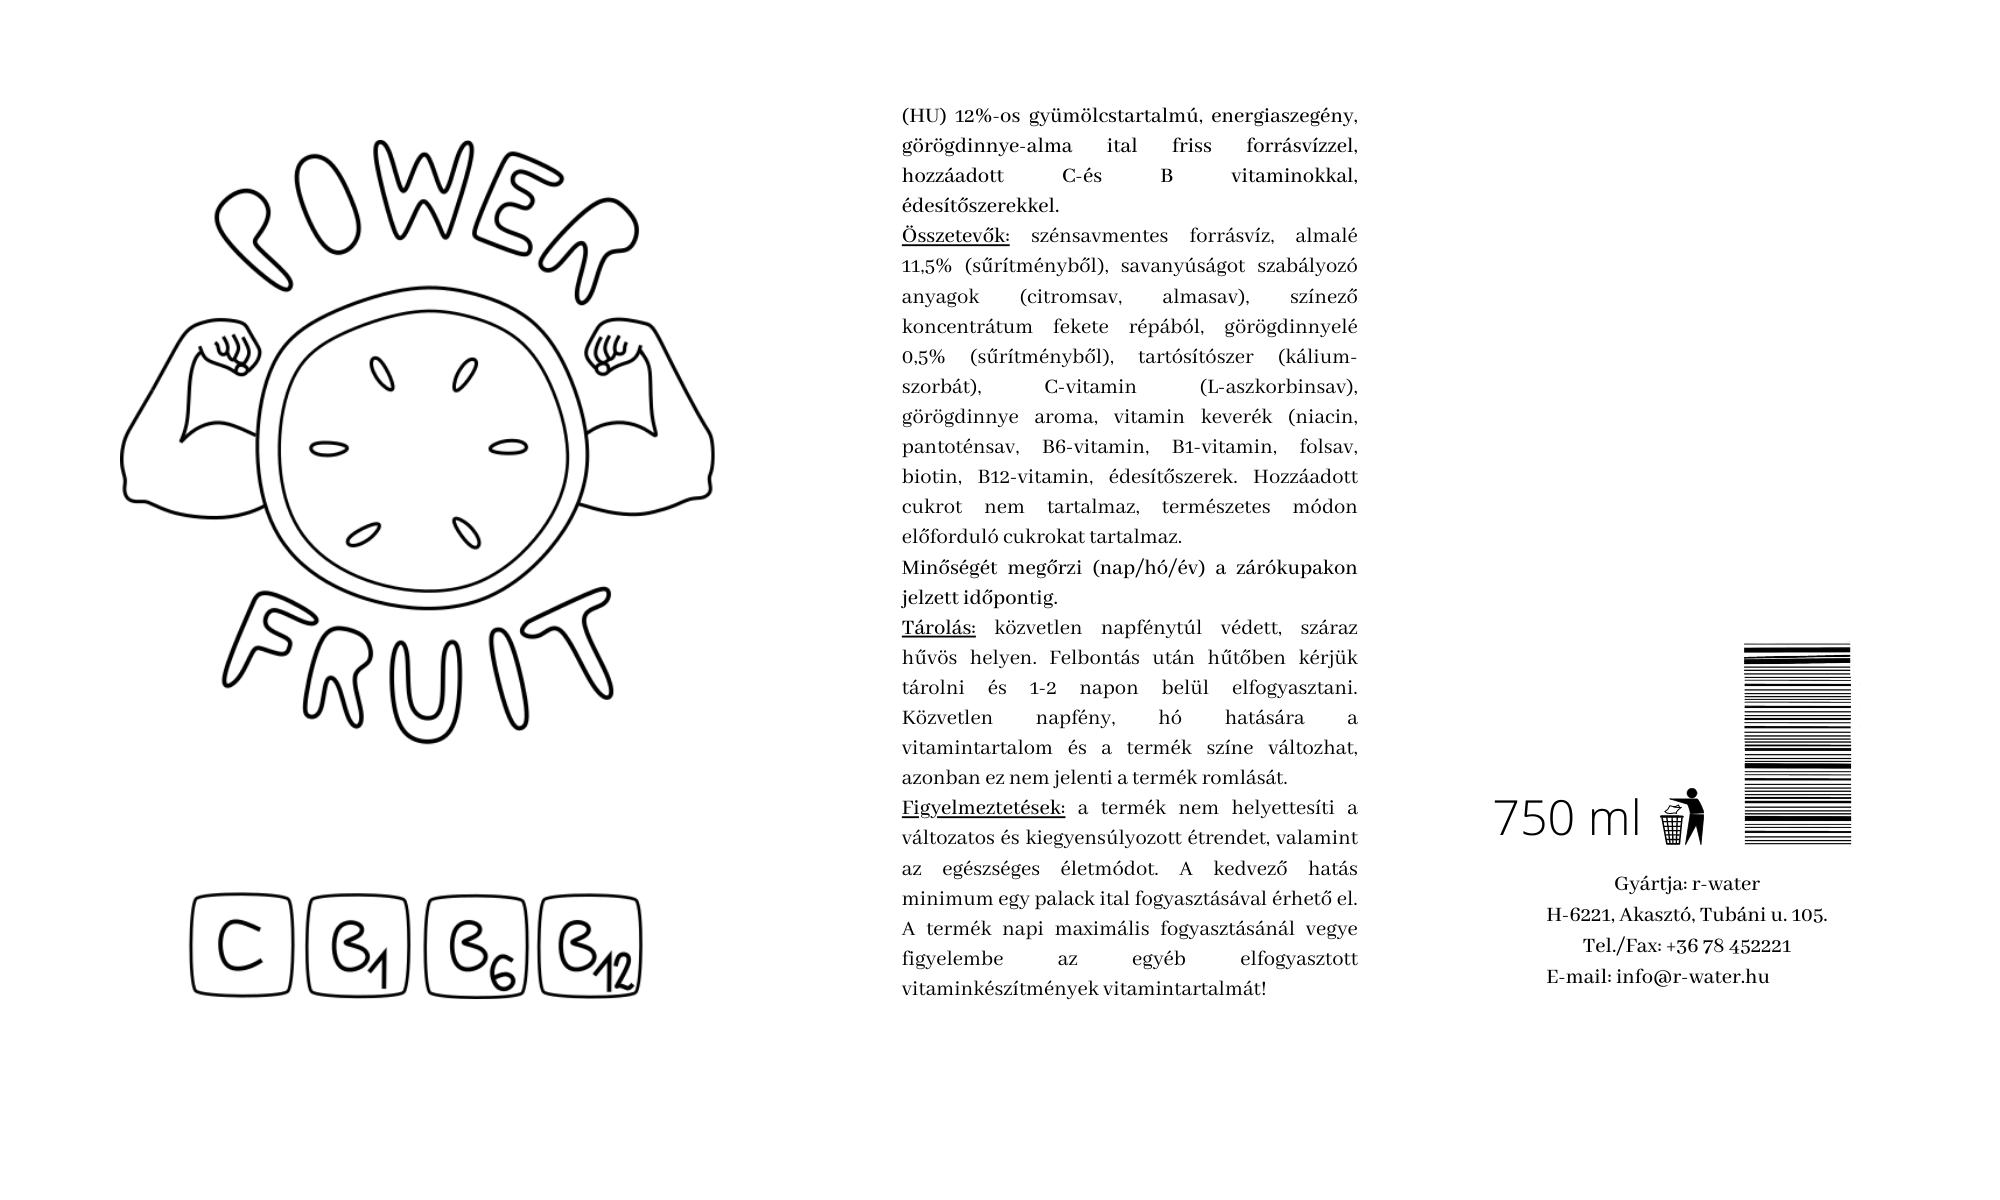 POWER
FRUIT
C B1 B6 B12
(HU) 12%-os gyümölcstartalmú, energiaszegény,
görögdinnye-alma ital friss forrásvízzel,
hozzáadott C-és B vitaminokkal,
édesítőszerekkel.
Összetevők: szénsavmentes forrásvíz, almalé
11,5% (sűrítményből), savanyúságot szabályozó
anyagok (citromsav, almasav), színező
koncentrátum fekete répából, görögdinnyelé
0,5% (sűrítményből), tartósítószer (kálium-
szorbát), C-vitamin (L-aszkorbinsav),
görögdinnye aroma, vitamin keverék (niacin,
pantoténsav, B6-vitamin, B1-vitamin, folsav,
biotin, B12-vitamin, édesítőszerek. Hozzáadott
cukrot nem tartalmaz, természetes módon
előforduló cukrokat tartalmaz.
Minőségét megőrzi (nap/hó/év) a zárókupakon
jelzett időpontig.
Tárolás: közvetlen napfénytúl védett, száraz
hűvös helyen. Felbontás után hűtőben kérjük
tárolni és 1-2 napon belül elfogyasztani.
Közvetlen napfény, hó hatására a
vitamintartalom és a termék színe változhat,
azonban ez nem jelenti a termék romlását.
Figyelmeztetések: a termék nem helyettesíti a
változatos és kiegyensúlyozott étrendet, valamint
az egészséges életmódot. A kedvező hatás
minimum egy palack ital fogyasztásával érhető el.
A termék napi maximális fogyasztásánál vegye
figyelembe az egyéb elfogyasztott
vitaminkészítmények vitamintartalmát!
750 ml
Gyártja: r-water
H-6221, Akasztó, Tubáni u. 105.
Tel./Fax: +36 78 452221
E-mail: info@r-water.hu